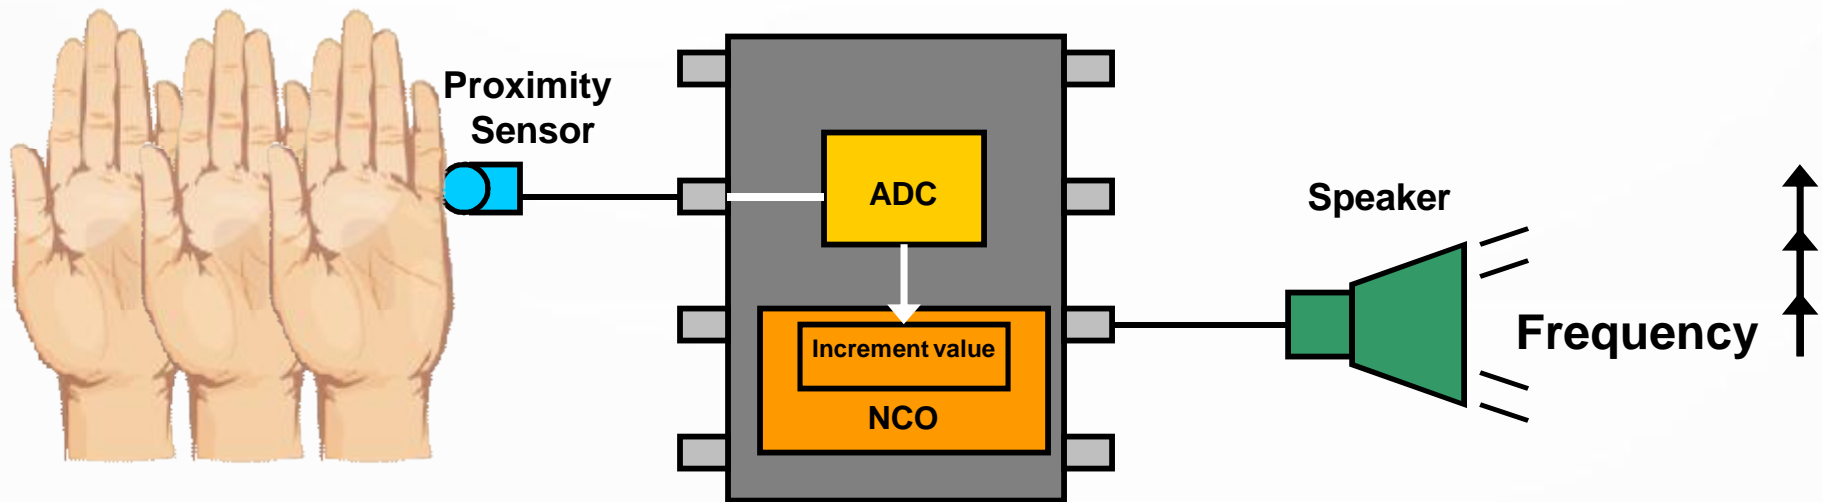 Proximity
Sensor
ADC
Increment value
NCO
Speaker
Frequency